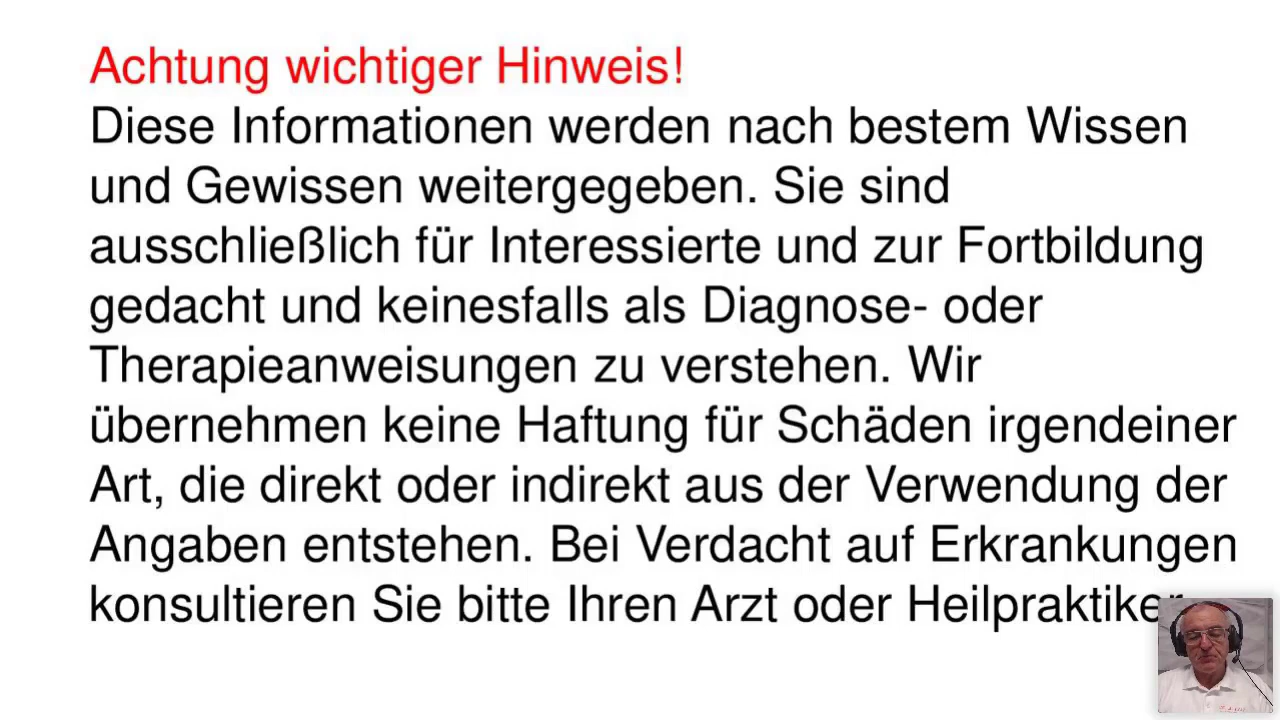 Achtung wichtiger Hinweis!
Diese Informationen werden nach bestem Wissen
und Gewissen weitergegeben. Sie sind
ausschließlich für Interessierte und zur Fortbildung
gedacht und keinesfalls als Diagnose- oder
Therapieanweisungen zu verstehen. Wir
übernehmen keine Haftung für Schäden irgendeiner
Art, die direkt oder indirekt aus der Verwendung der
Angaben entstehen. Bei Verdacht auf Erkrankungen
konsultieren Sie bitte Ihren Arzt oder Heilpraktiker